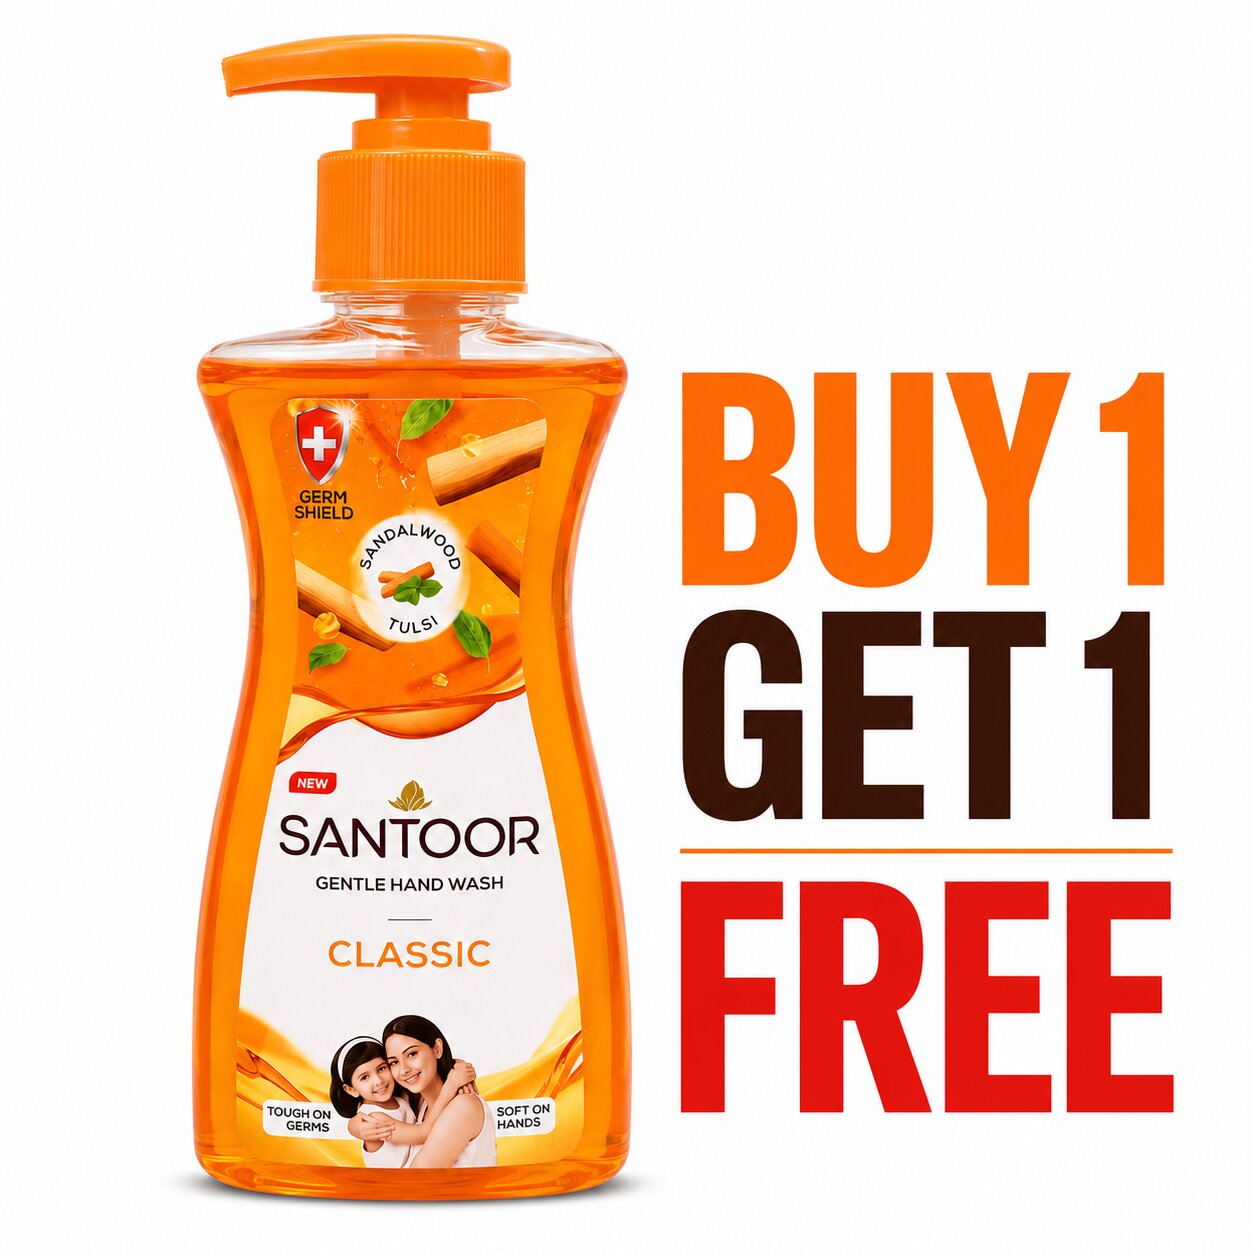 GERM
SHIELD
SANDALWOOD
TULSI
NEW
SANTOOR
GENTLE HAND WASH
CLASSIC
TOUGH ON
GERMS
SOFT ON
HANDS
BUY 1
GET 1
FREE